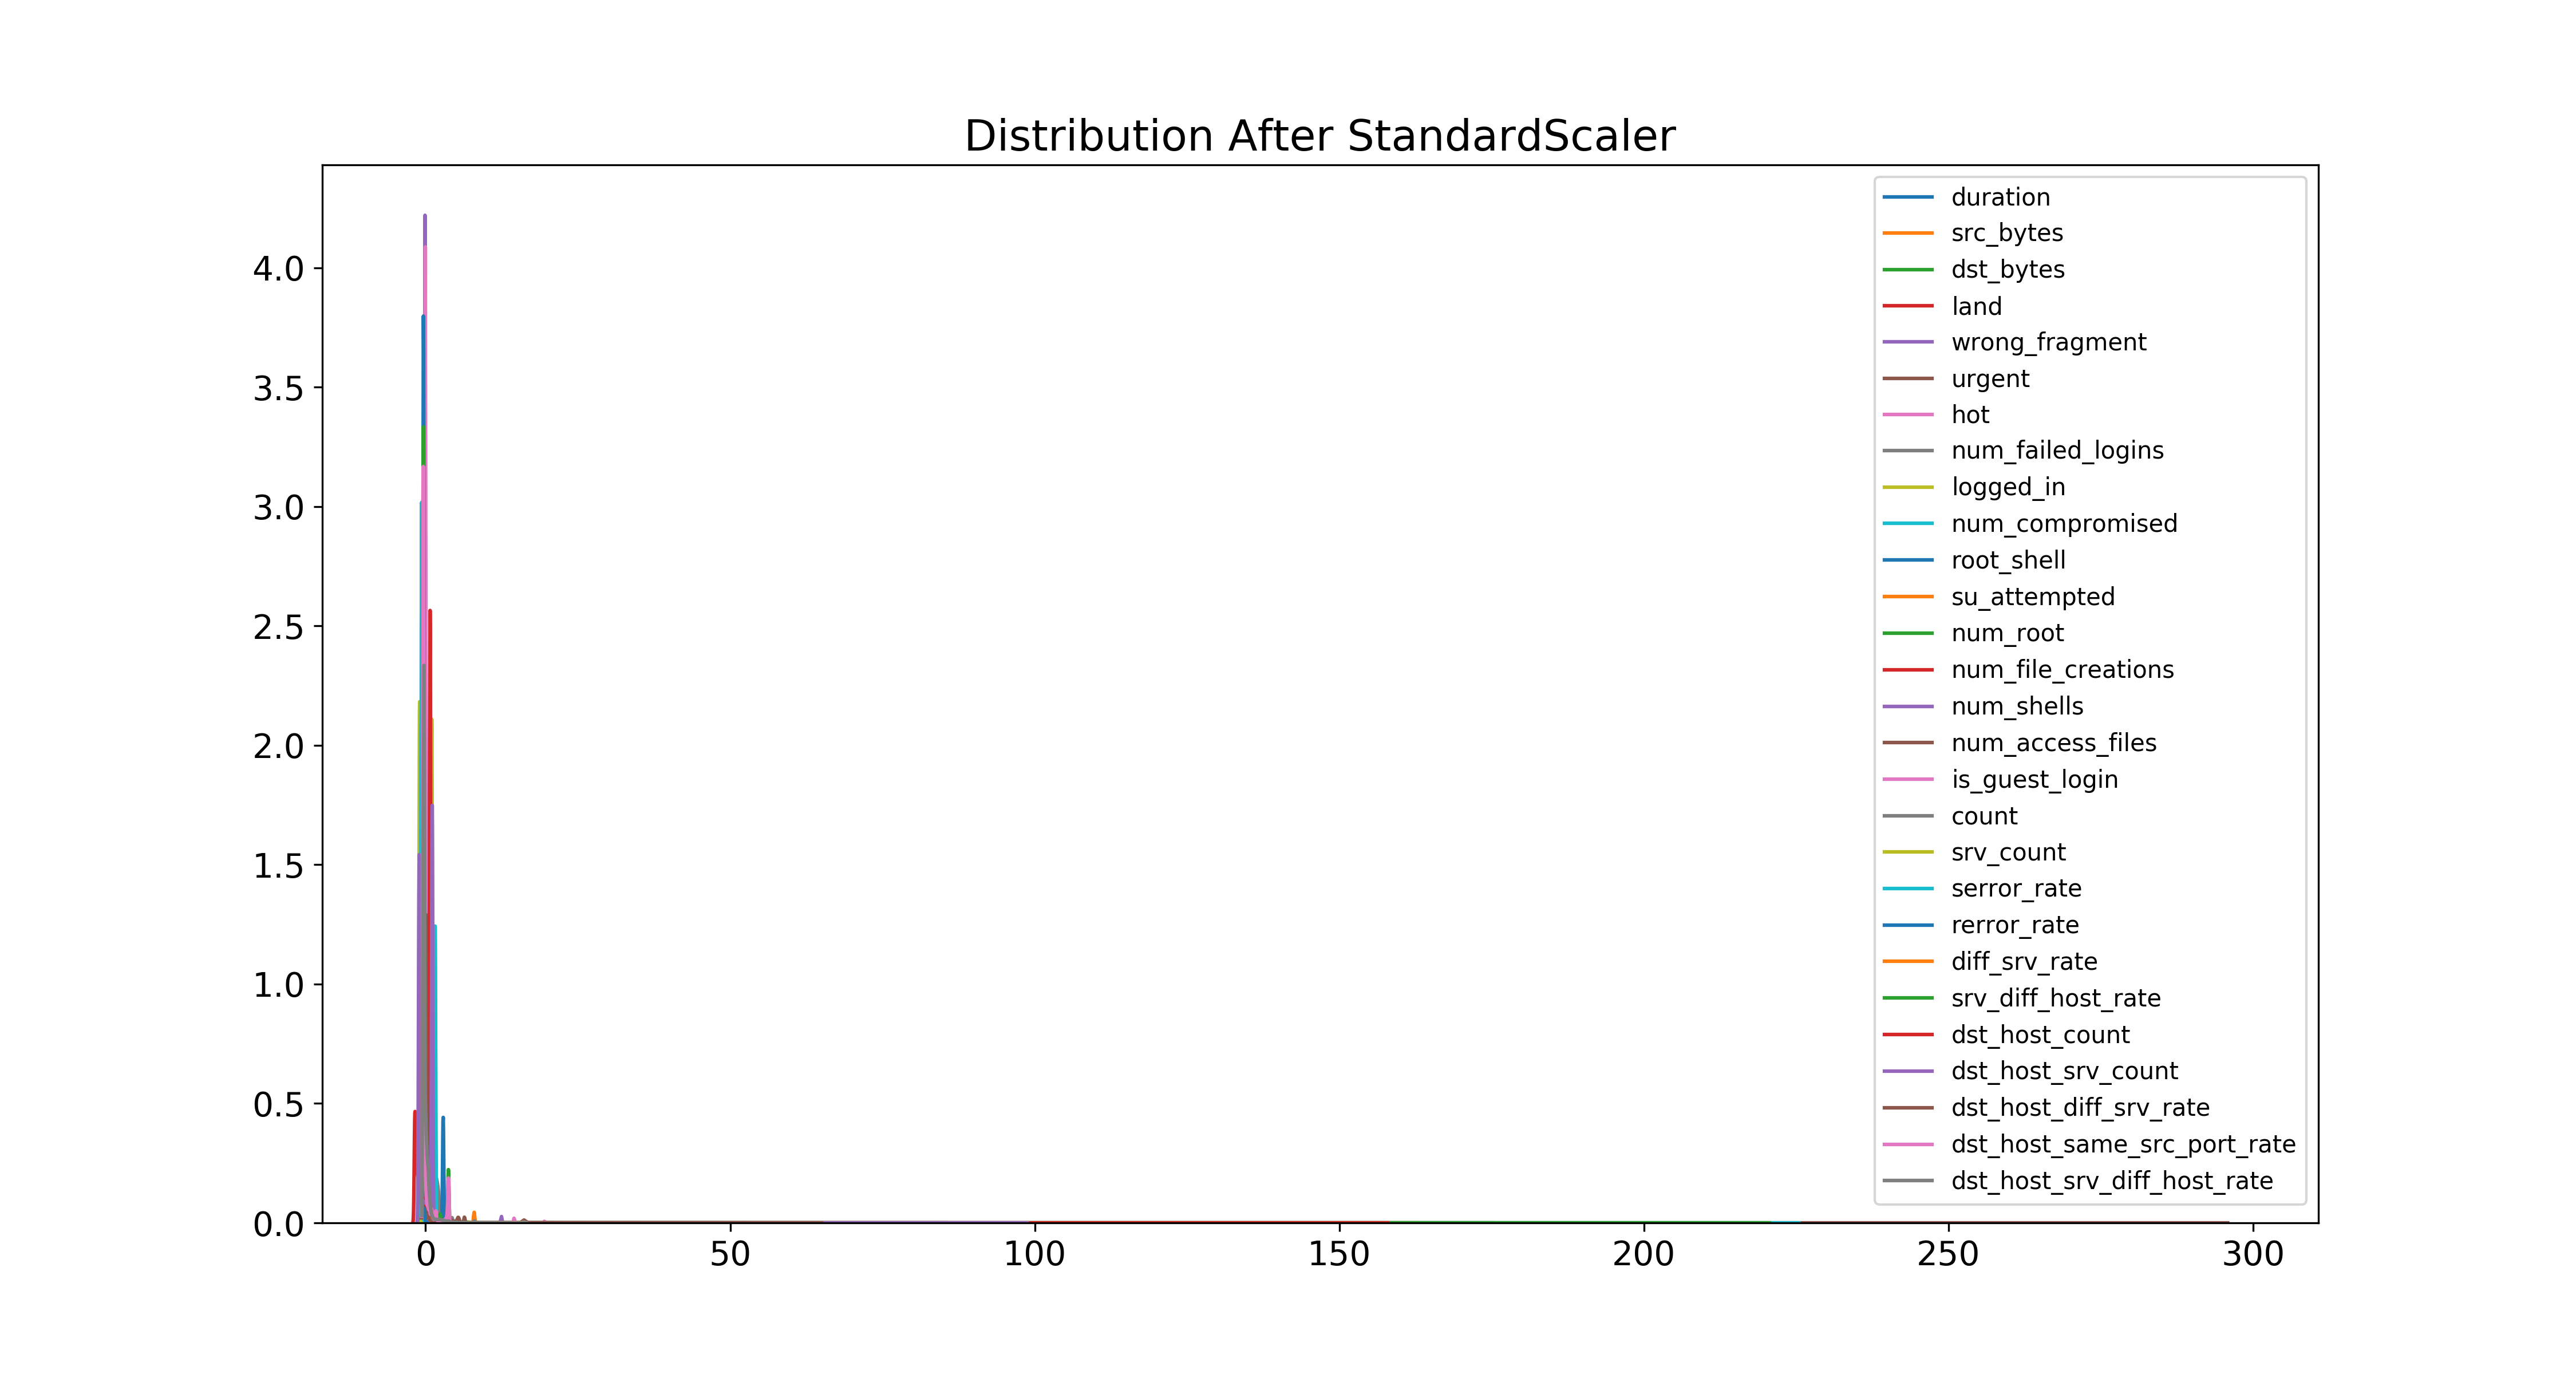 Distribution After StandardScaler
4.0
3.5
3.0
2.5
2.0
1.5
1.0
0.5
0.0
0 50 100 150 200 250 300
duration
src_bytes
dst_bytes
land
wrong_fragment
urgent
hot
num_failed_logins
logged_in
num_compromised
root_shell
su_attempted
num_root
num_file_creations
num_shells
num_access_files
is_guest_login
count
srv_count
serror_rate
rerror_rate
diff_srv_rate
srv_diff_host_rate
dst_host_count
dst_host_srv_count
dst_host_diff_srv_rate
dst_host_same_src_port_rate
dst_host_srv_diff_host_rate